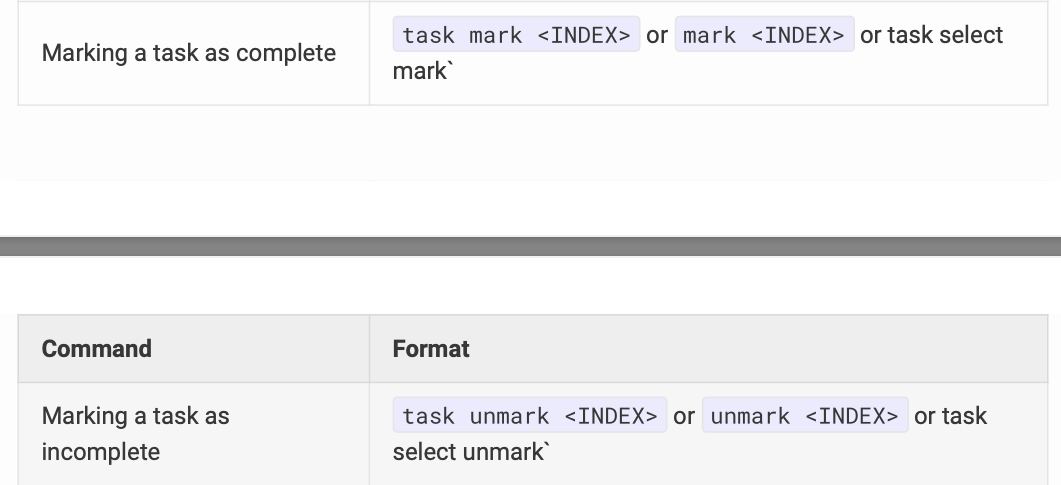 Marking a task as complete
task mark <INDEX> or mark <INDEX> or task select
mark`
Command
Format
Marking a task as
incomplete
task unmark <INDEX> or unmark <INDEX> or task
select unmark`